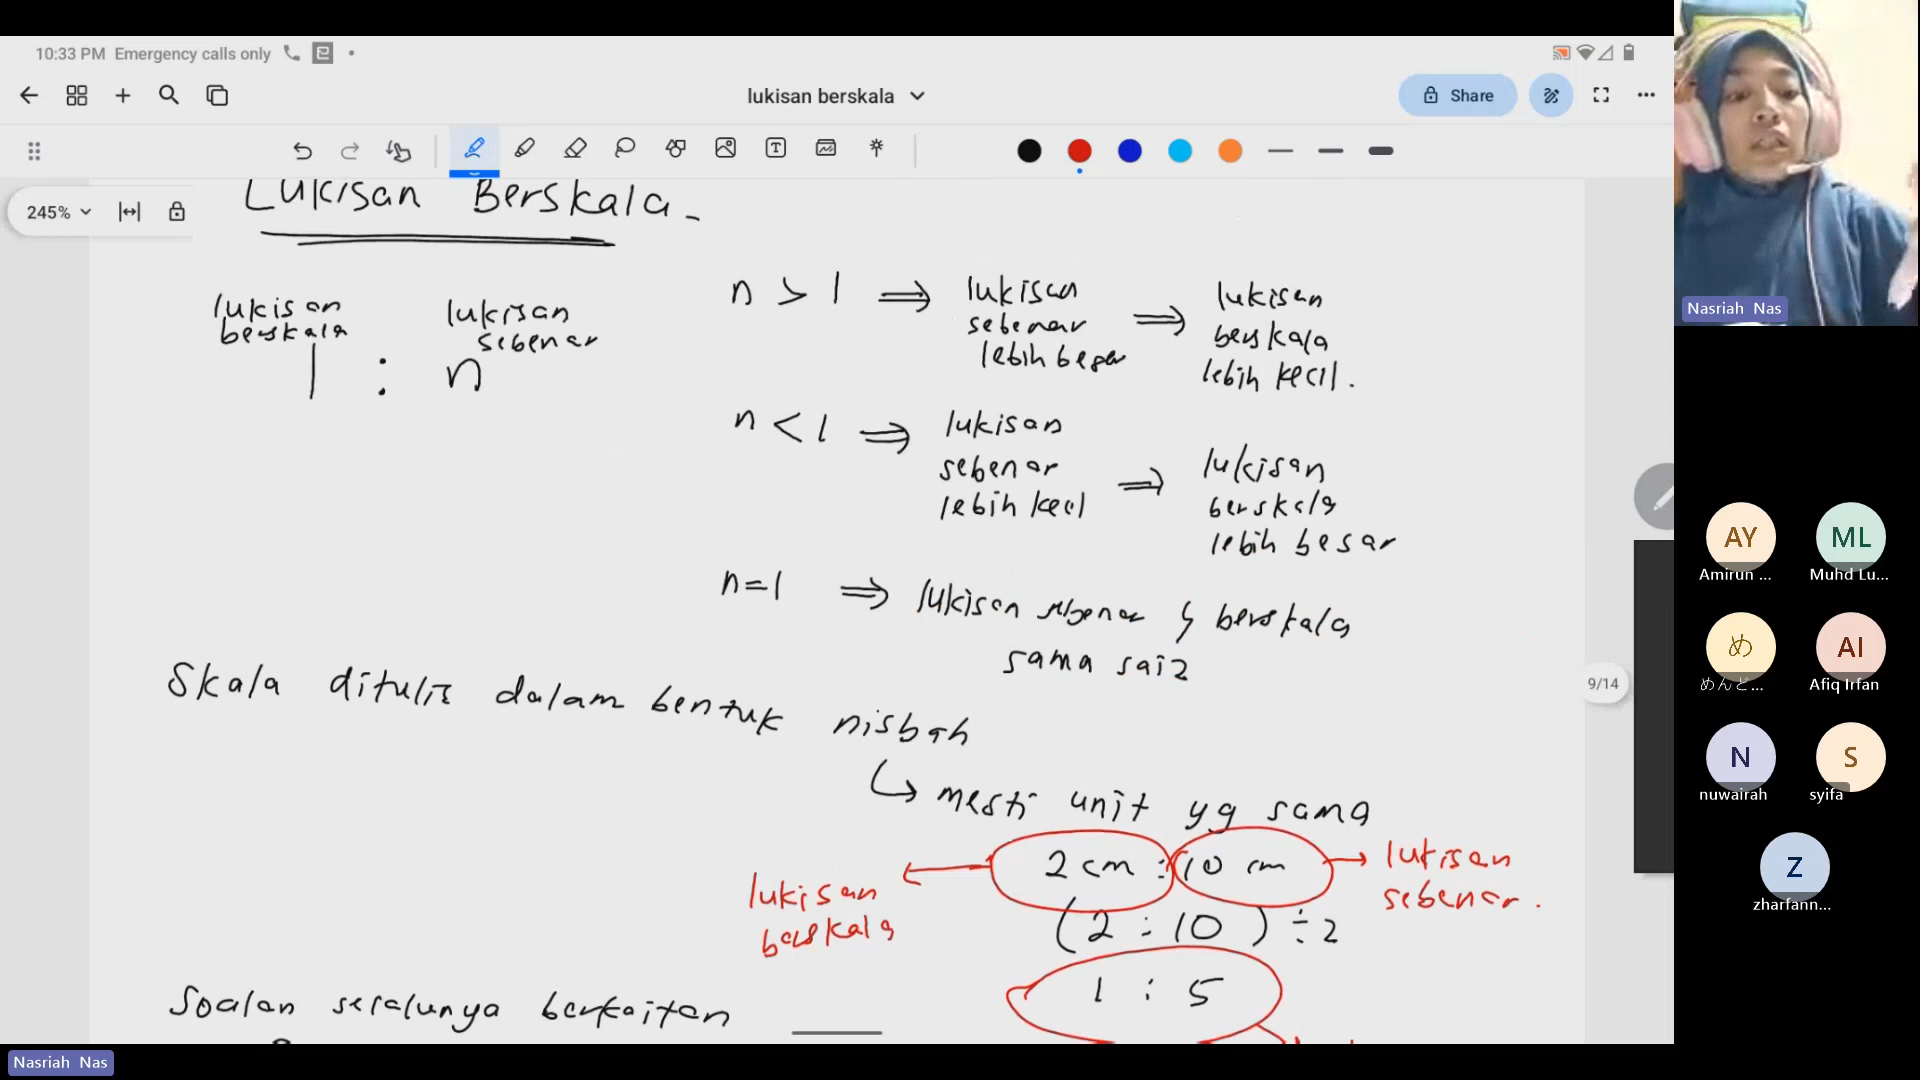 10:33 PM Emergency calls only
lukisan berskala
Share
245%
Lukisan Berskala.
lukisan
berskala
lukisan
sebenar
1 : n
n > 1 ⇒ lukisan
sebenar
lebih besar
⇒ lukisan
berskala
lebih kecil.
n < 1 ⇒ lukisan
sebenar
lebih kecil
⇒ lukisan
berskala
lebih besar
n=1 ⇒ lukisan sebenar & berskala
sama saiz
Skala ditulis dalam bentuk nisbah
↳ mesti unit yg sama
2 cm : 10 cm
lukisan
berskala
lukisan
sebenar.
(2 : 10) ÷ 2
1 : 5
Soalan selalunya berkaitan
9/14
Nasriah Nas
AY
Amirun ...
ML
Muhd Lu...
め
めんど...
AI
Afiq Irfan
N
nuwairah
S
syifa
Z
zharfann...
Nasriah Nas